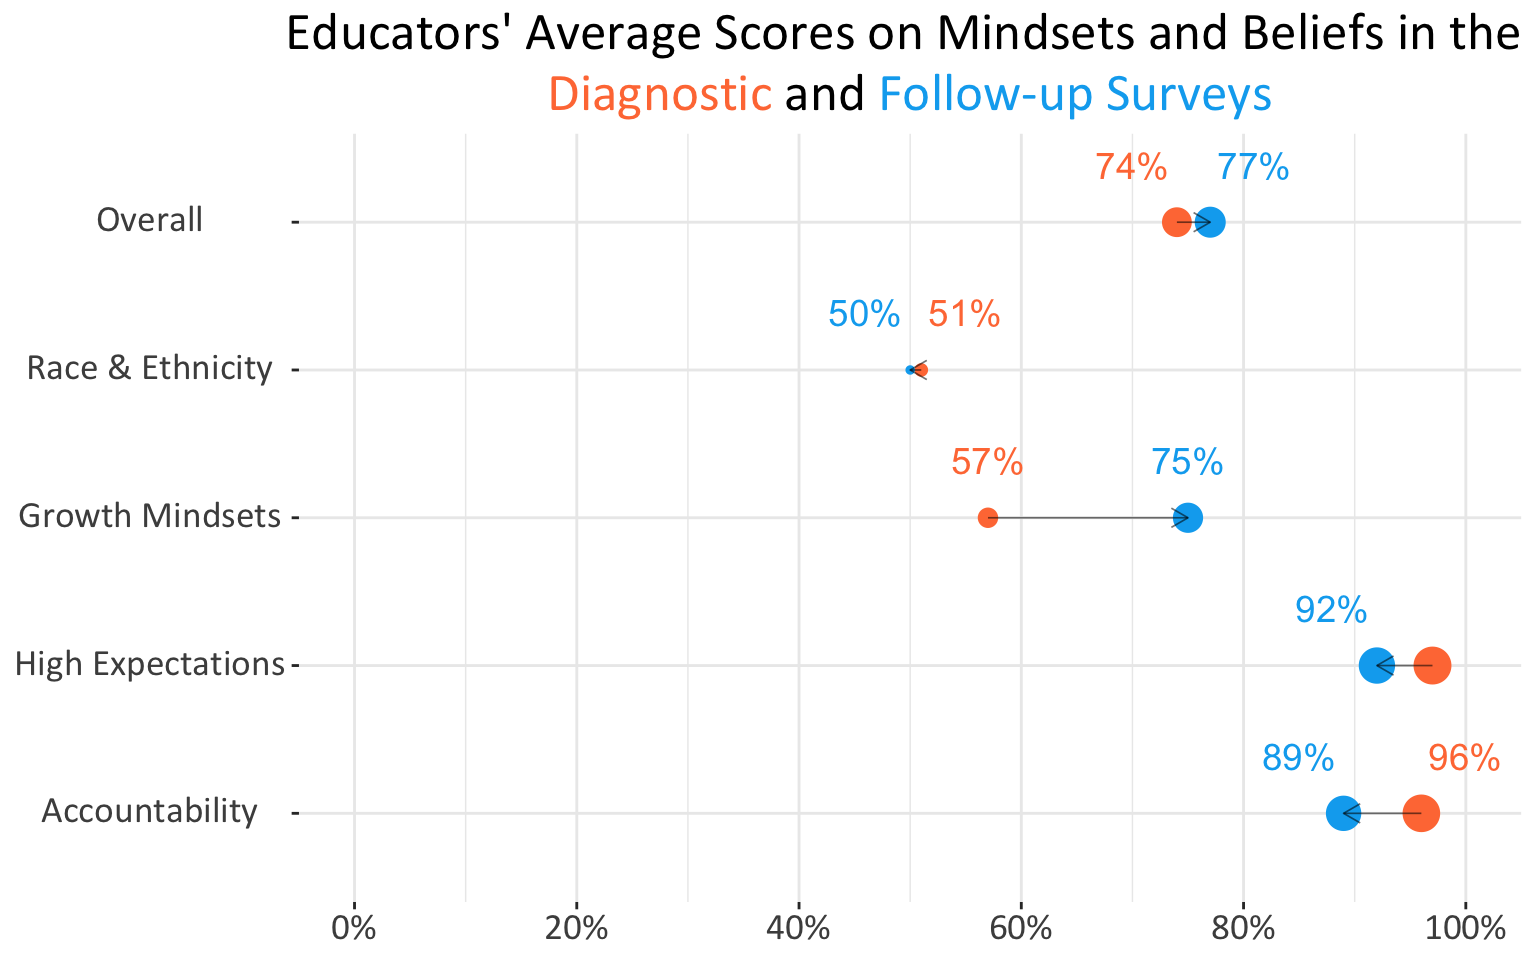 Educators' Average Scores on Mindsets and Beliefs in the
Diagnostic and Follow-up Surveys
74% 77%
Overall
50% 51%
Race & Ethnicity
57% 75%
Growth Mindsets
92%
High Expectations
89% 96%
Accountability
0% 20% 40% 60% 80% 100%